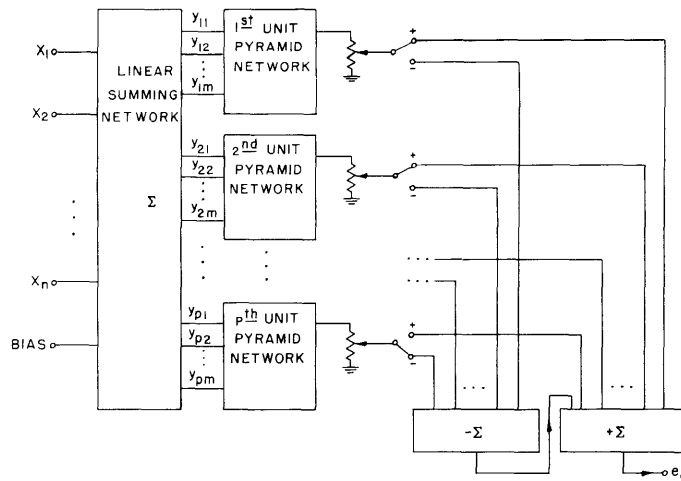 X1
X2
Xn
BIAS
LINEAR
SUMMING
NETWORK
Σ
y11
y12
y1m
1st UNIT
PYRAMID
NETWORK
+
−
y21
y22
y2m
2nd UNIT
PYRAMID
NETWORK
+
−
yp1
yp2
ypm
pth UNIT
PYRAMID
NETWORK
+
−
−Σ
+Σ